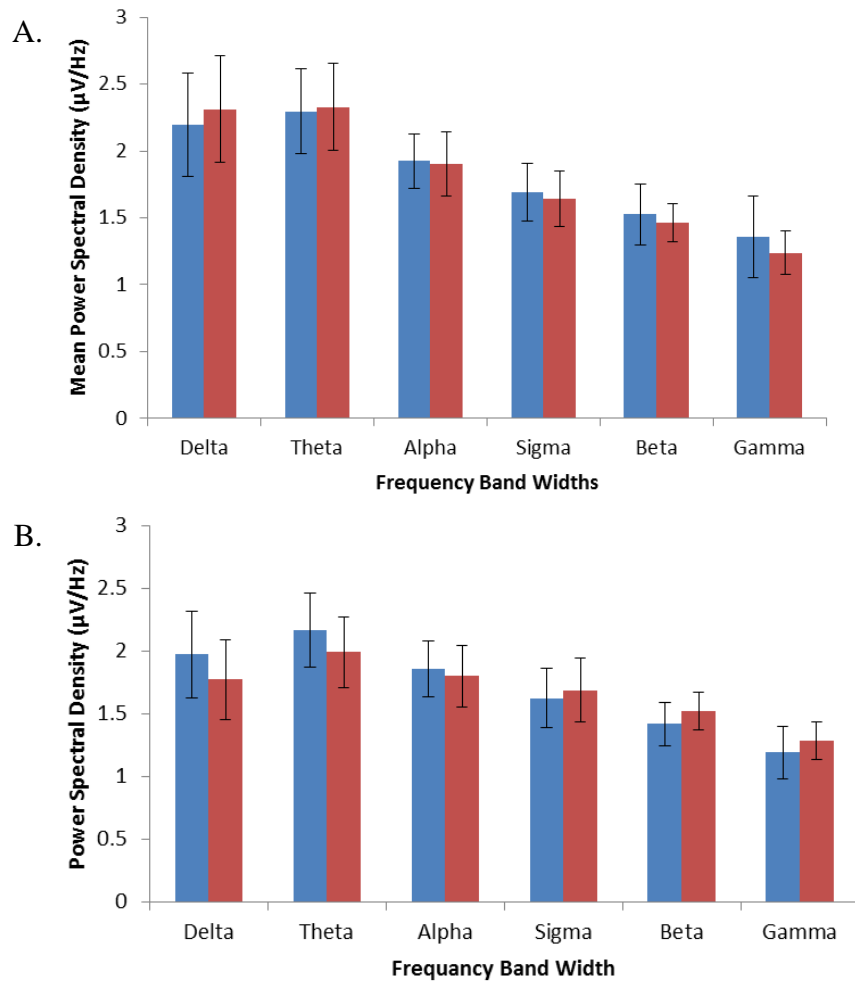 A.
Mean Power Spectral Density (µV/Hz)
3
2.5
2
1.5
1
0.5
0
Delta Theta Alpha Sigma Beta Gamma
Frequency Band Widths
B.
Power Spectral Density (µV/Hz)
3
2.5
2
1.5
1
0.5
0
Delta Theta Alpha Sigma Beta Gamma
Frequancy Band Width